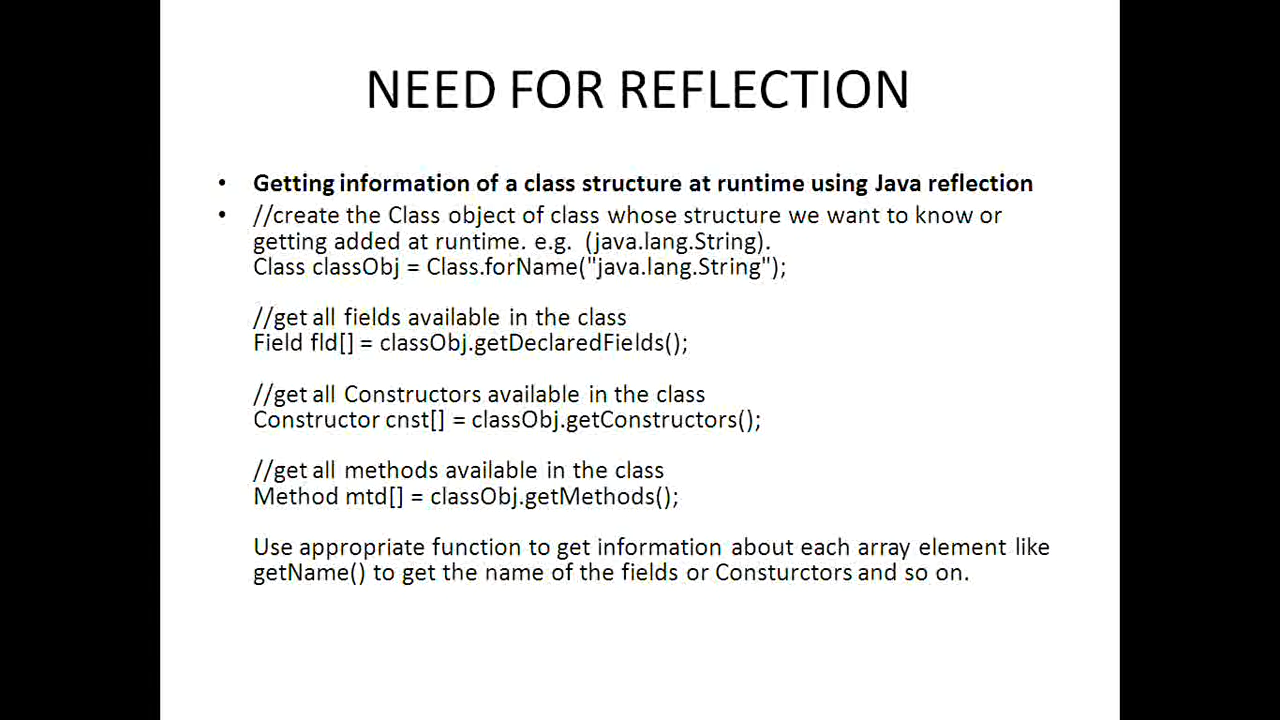 NEED FOR REFLECTION
• Getting information of a class structure at runtime using Java reflection
• //create the Class object of class whose structure we want to know or
getting added at runtime. e.g. (java.lang.String).
Class classObj = Class.forName("java.lang.String");
//get all fields available in the class
Field fld[] = classObj.getDeclaredFields();
//get all Constructors available in the class
Constructor cnst[] = classObj.getConstructors();
//get all methods available in the class
Method mtd[] = classObj.getMethods();
Use appropriate function to get information about each array element like
getName() to get the name of the fields or Consturctors and so on.